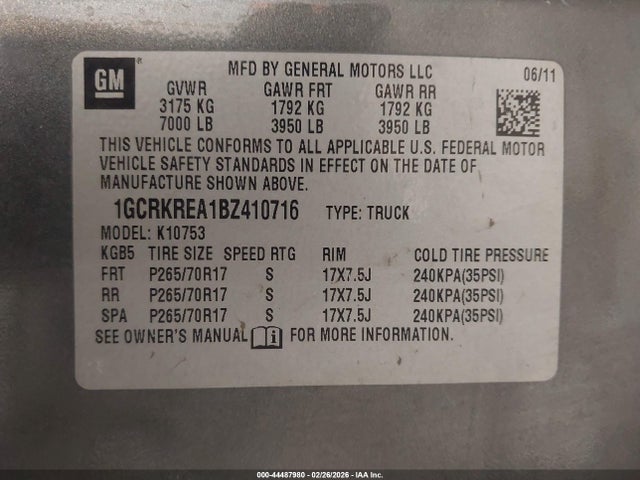 GM®
MFD BY GENERAL MOTORS LLC 06/11
GVWR GAWR FRT GAWR RR
3175 KG 1792 KG 1792 KG
7000 LB 3950 LB 3950 LB
THIS VEHICLE CONFORMS TO ALL APPLICABLE U.S. FEDERAL MOTOR
VEHICLE SAFETY STANDARDS IN EFFECT ON THE DATE OF
MANUFACTURE SHOWN ABOVE.
1GCRKREA1BZ410716 TYPE: TRUCK
MODEL: K10753
KGB5 TIRE SIZE SPEED RTG RIM COLD TIRE PRESSURE
FRT P265/70R17 S 17X7.5J 240KPA(35PSI)
RR P265/70R17 S 17X7.5J 240KPA(35PSI)
SPA P265/70R17 S 17X7.5J 240KPA(35PSI)
SEE OWNER'S MANUAL i FOR MORE INFORMATION.
000-44487980 - 02/26/2026 - IAA Inc.